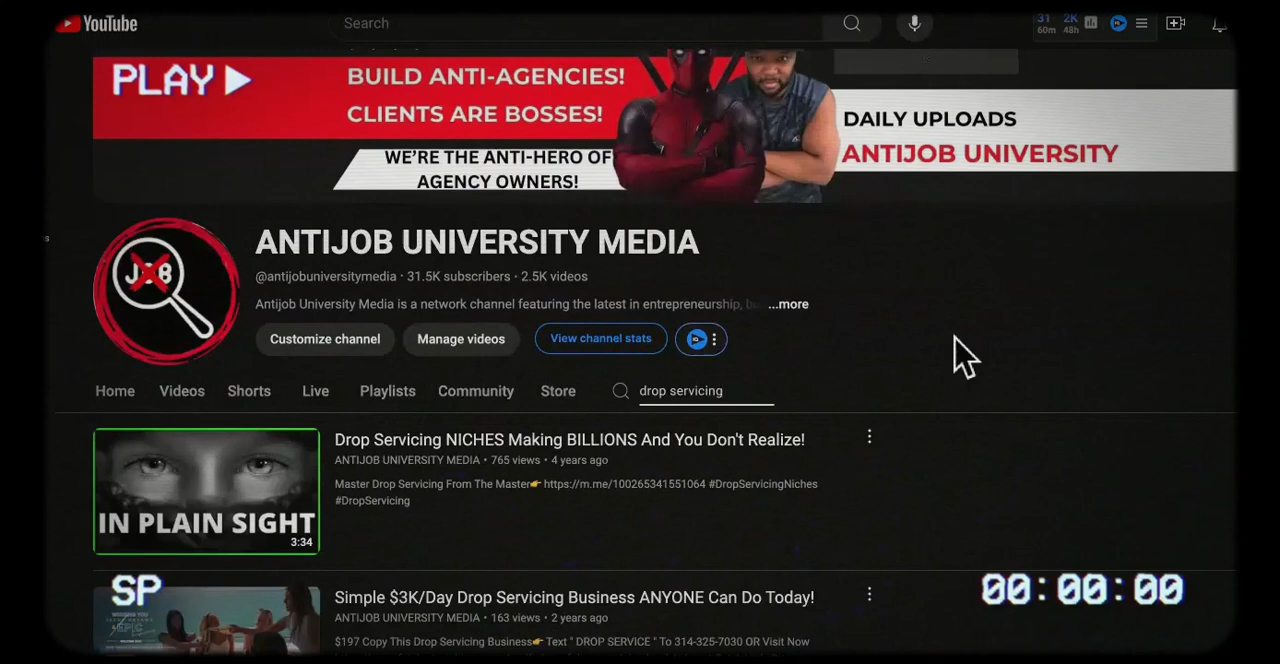 YouTube
Search
31 2K
60m 48h
PLAY
BUILD ANTI-AGENCIES!
CLIENTS ARE BOSSES!
WE'RE THE ANTI-HERO OF
AGENCY OWNERS!
DAILY UPLOADS
ANTIJOB UNIVERSITY
JOB
ANTIJOB UNIVERSITY MEDIA
@antijobuniversitymedia · 31.5K subscribers · 2.5K videos
Antijob University Media is a network channel featuring the latest in entrepreneurship, ...more
Customize channel
Manage videos
View channel stats
Home Videos Shorts Live Playlists Community Store drop servicing
Drop Servicing NICHES Making BILLIONS And You Don't Realize!
ANTIJOB UNIVERSITY MEDIA • 765 views • 4 years ago
Master Drop Servicing From The Master👉 https://m.me/100265341551064 #DropServicingNiches
#DropServicing
IN PLAIN SIGHT
3:34
SP
00:00:00
Simple $3K/Day Drop Servicing Business ANYONE Can Do Today!
ANTIJOB UNIVERSITY MEDIA • 163 views • 2 years ago
$197 Copy This Drop Servicing Business👉 Text " DROP SERVICE " To 314-325-7030 OR Visit Now